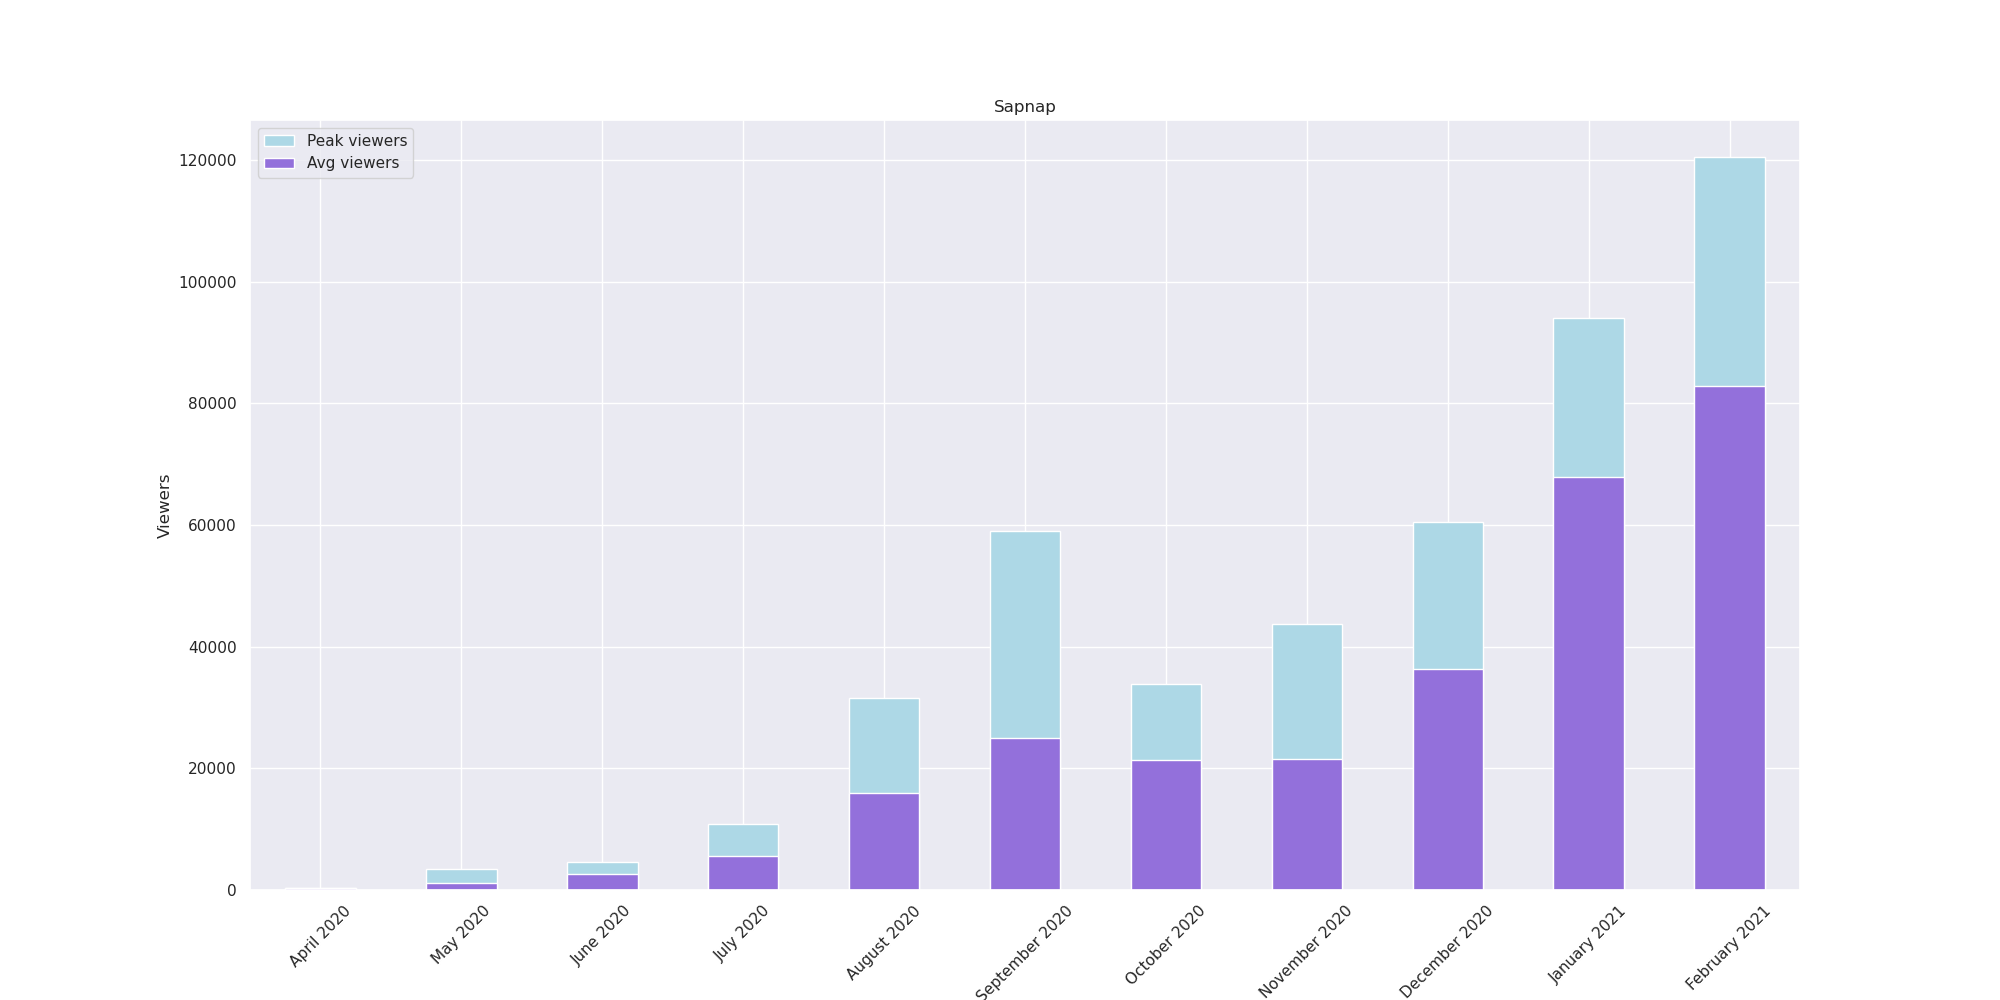 Sapnap
Peak viewers
Avg viewers
Viewers
120000
100000
80000
60000
40000
20000
0
April 2020
May 2020
June 2020
July 2020
August 2020
September 2020
October 2020
November 2020
December 2020
January 2021
February 2021